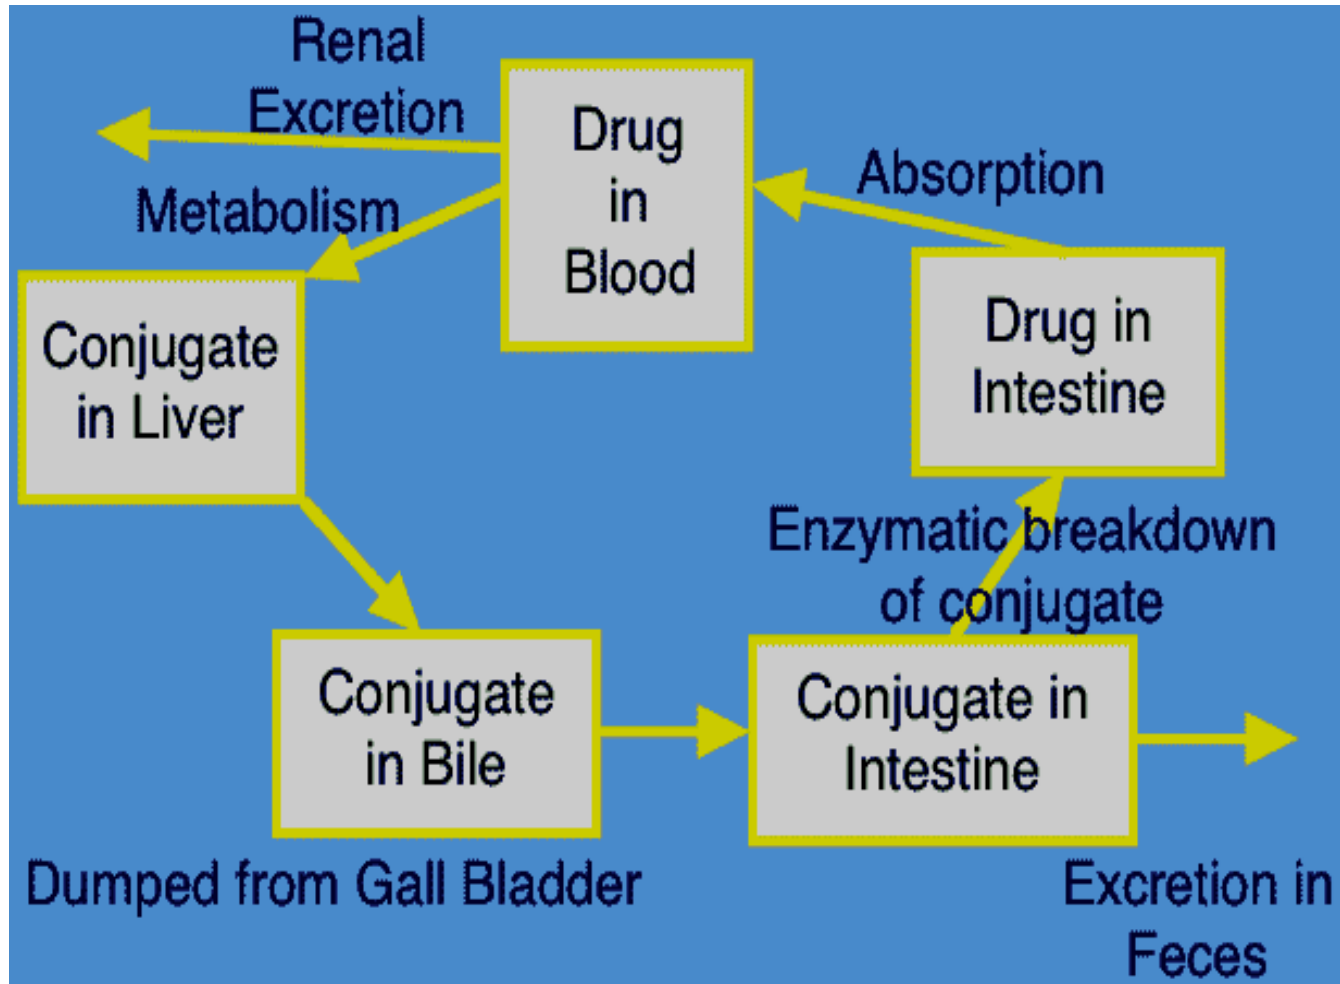 Renal
Excretion
Drug
in
Blood
Absorption
Metabolism
Conjugate
in Liver
Drug in
Intestine
Enzymatic breakdown
of conjugate
Conjugate
in Bile
Conjugate in
Intestine
Dumped from Gall Bladder
Excretion in
Feces